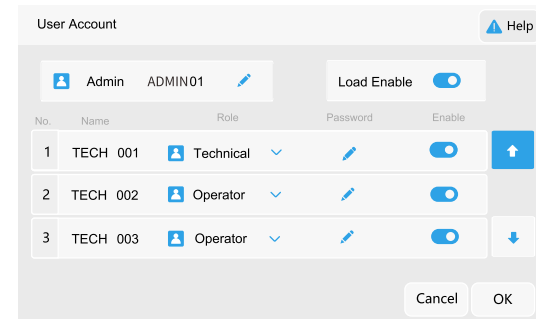 User Account
Help
Admin ADMIN01
Load Enable
No. Name Role Password Enable
1 TECH 001 Technical
2 TECH 002 Operator
3 TECH 003 Operator
Cancel OK